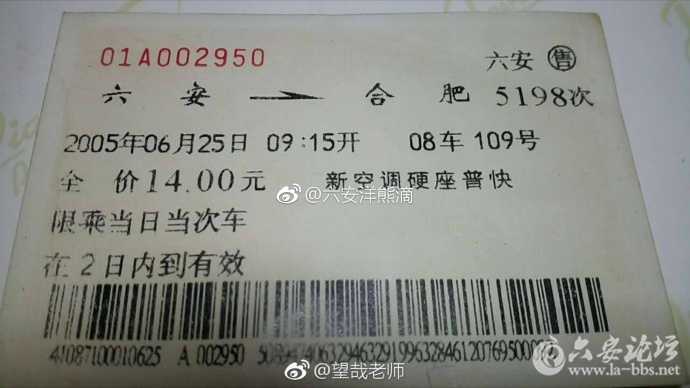 01A002950
六安 售
六 安 → 合 肥 5198次
2005年06月25日 09:15开 08车 109号
全 价14.00元 新空调硬座普快
@六安洋熊滴
限乘当日当次车
在2日内到有效
41087100010625 A 002950
@望哉老师
六安论坛
www.la-bbs.net